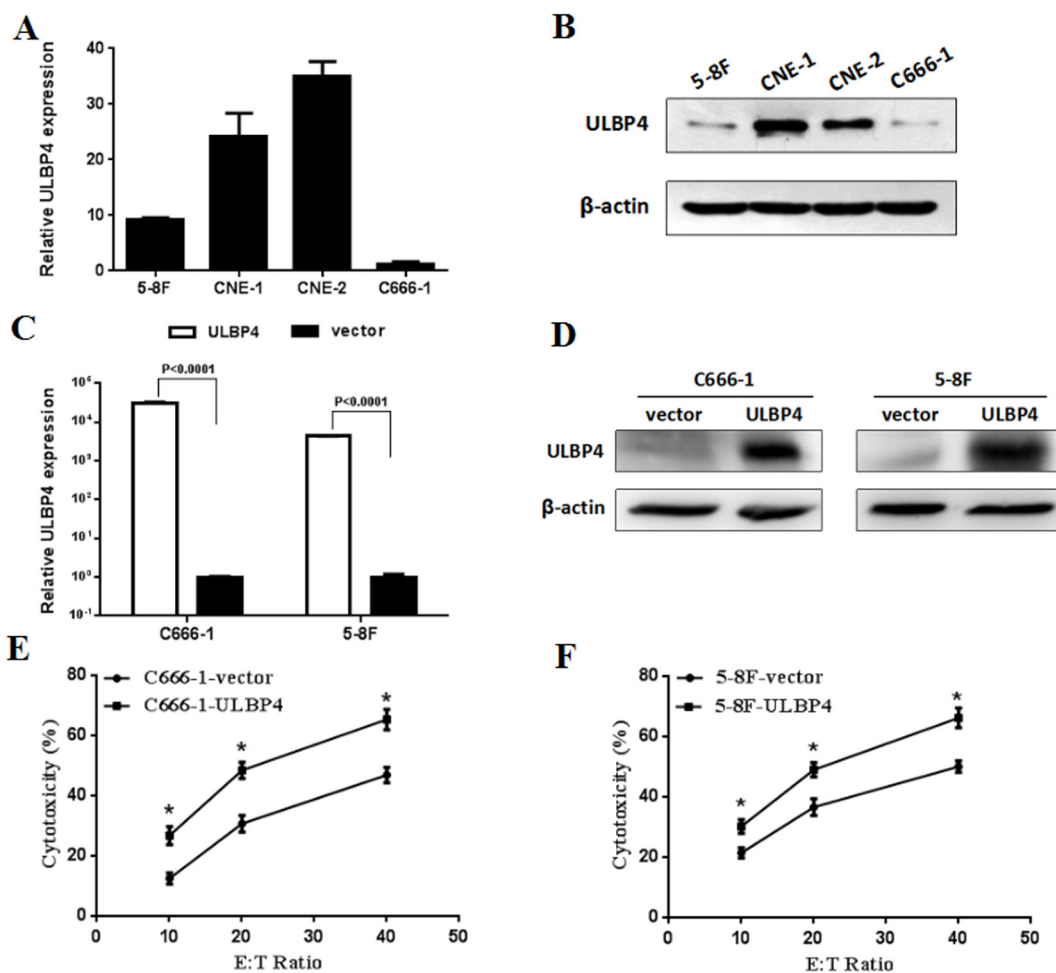 A
Relative ULBP4 expression
40
30
20
10
0
5-8F CNE-1 CNE-2 C666-1
B
5-8F CNE-1 CNE-2 C666-1
ULBP4
β-actin
C
ULBP4 vector
Relative ULBP4 expression
10⁶
10⁴
10²
10⁰
10⁻¹
P<0.0001
P<0.0001
C666-1 5-8F
D
C666-1 5-8F
vector ULBP4 vector ULBP4
ULBP4
β-actin
E
C666-1-vector
C666-1-ULBP4
Cytotoxicity (%)
80
60
40
20
0
* * *
0 10 20 30 40 50
E:T Ratio
F
5-8F-vector
5-8F-ULBP4
Cytotoxicity (%)
80
60
40
20
0
* * *
0 10 20 30 40 50
E:T Ratio